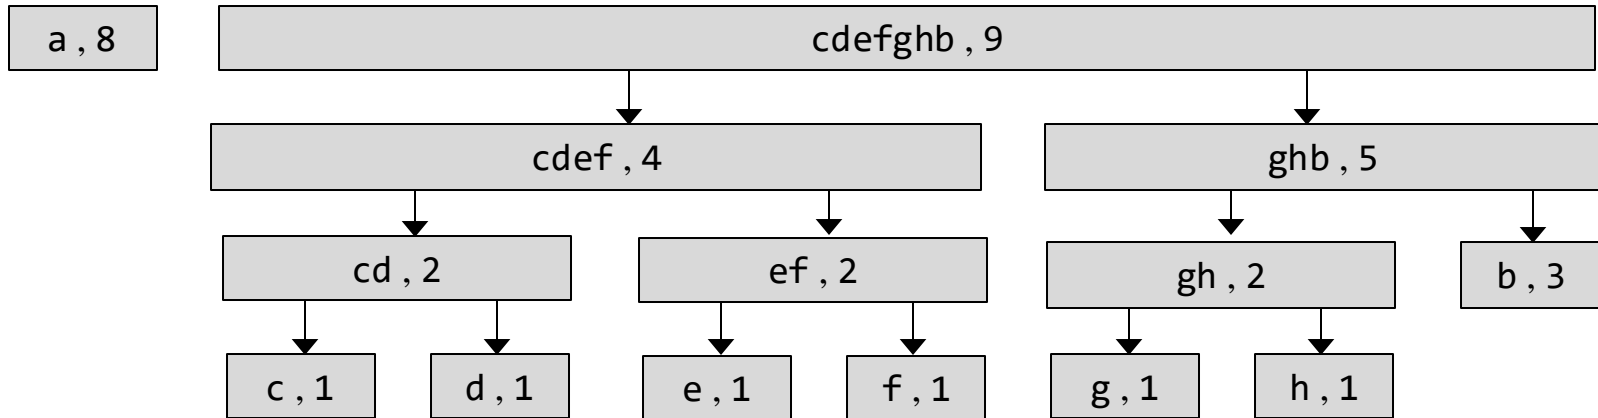 a , 8
cdefghb , 9
cdef , 4
ghb , 5
cd , 2
ef , 2
gh , 2
b , 3
c , 1
d , 1
e , 1
f , 1
g , 1
h , 1